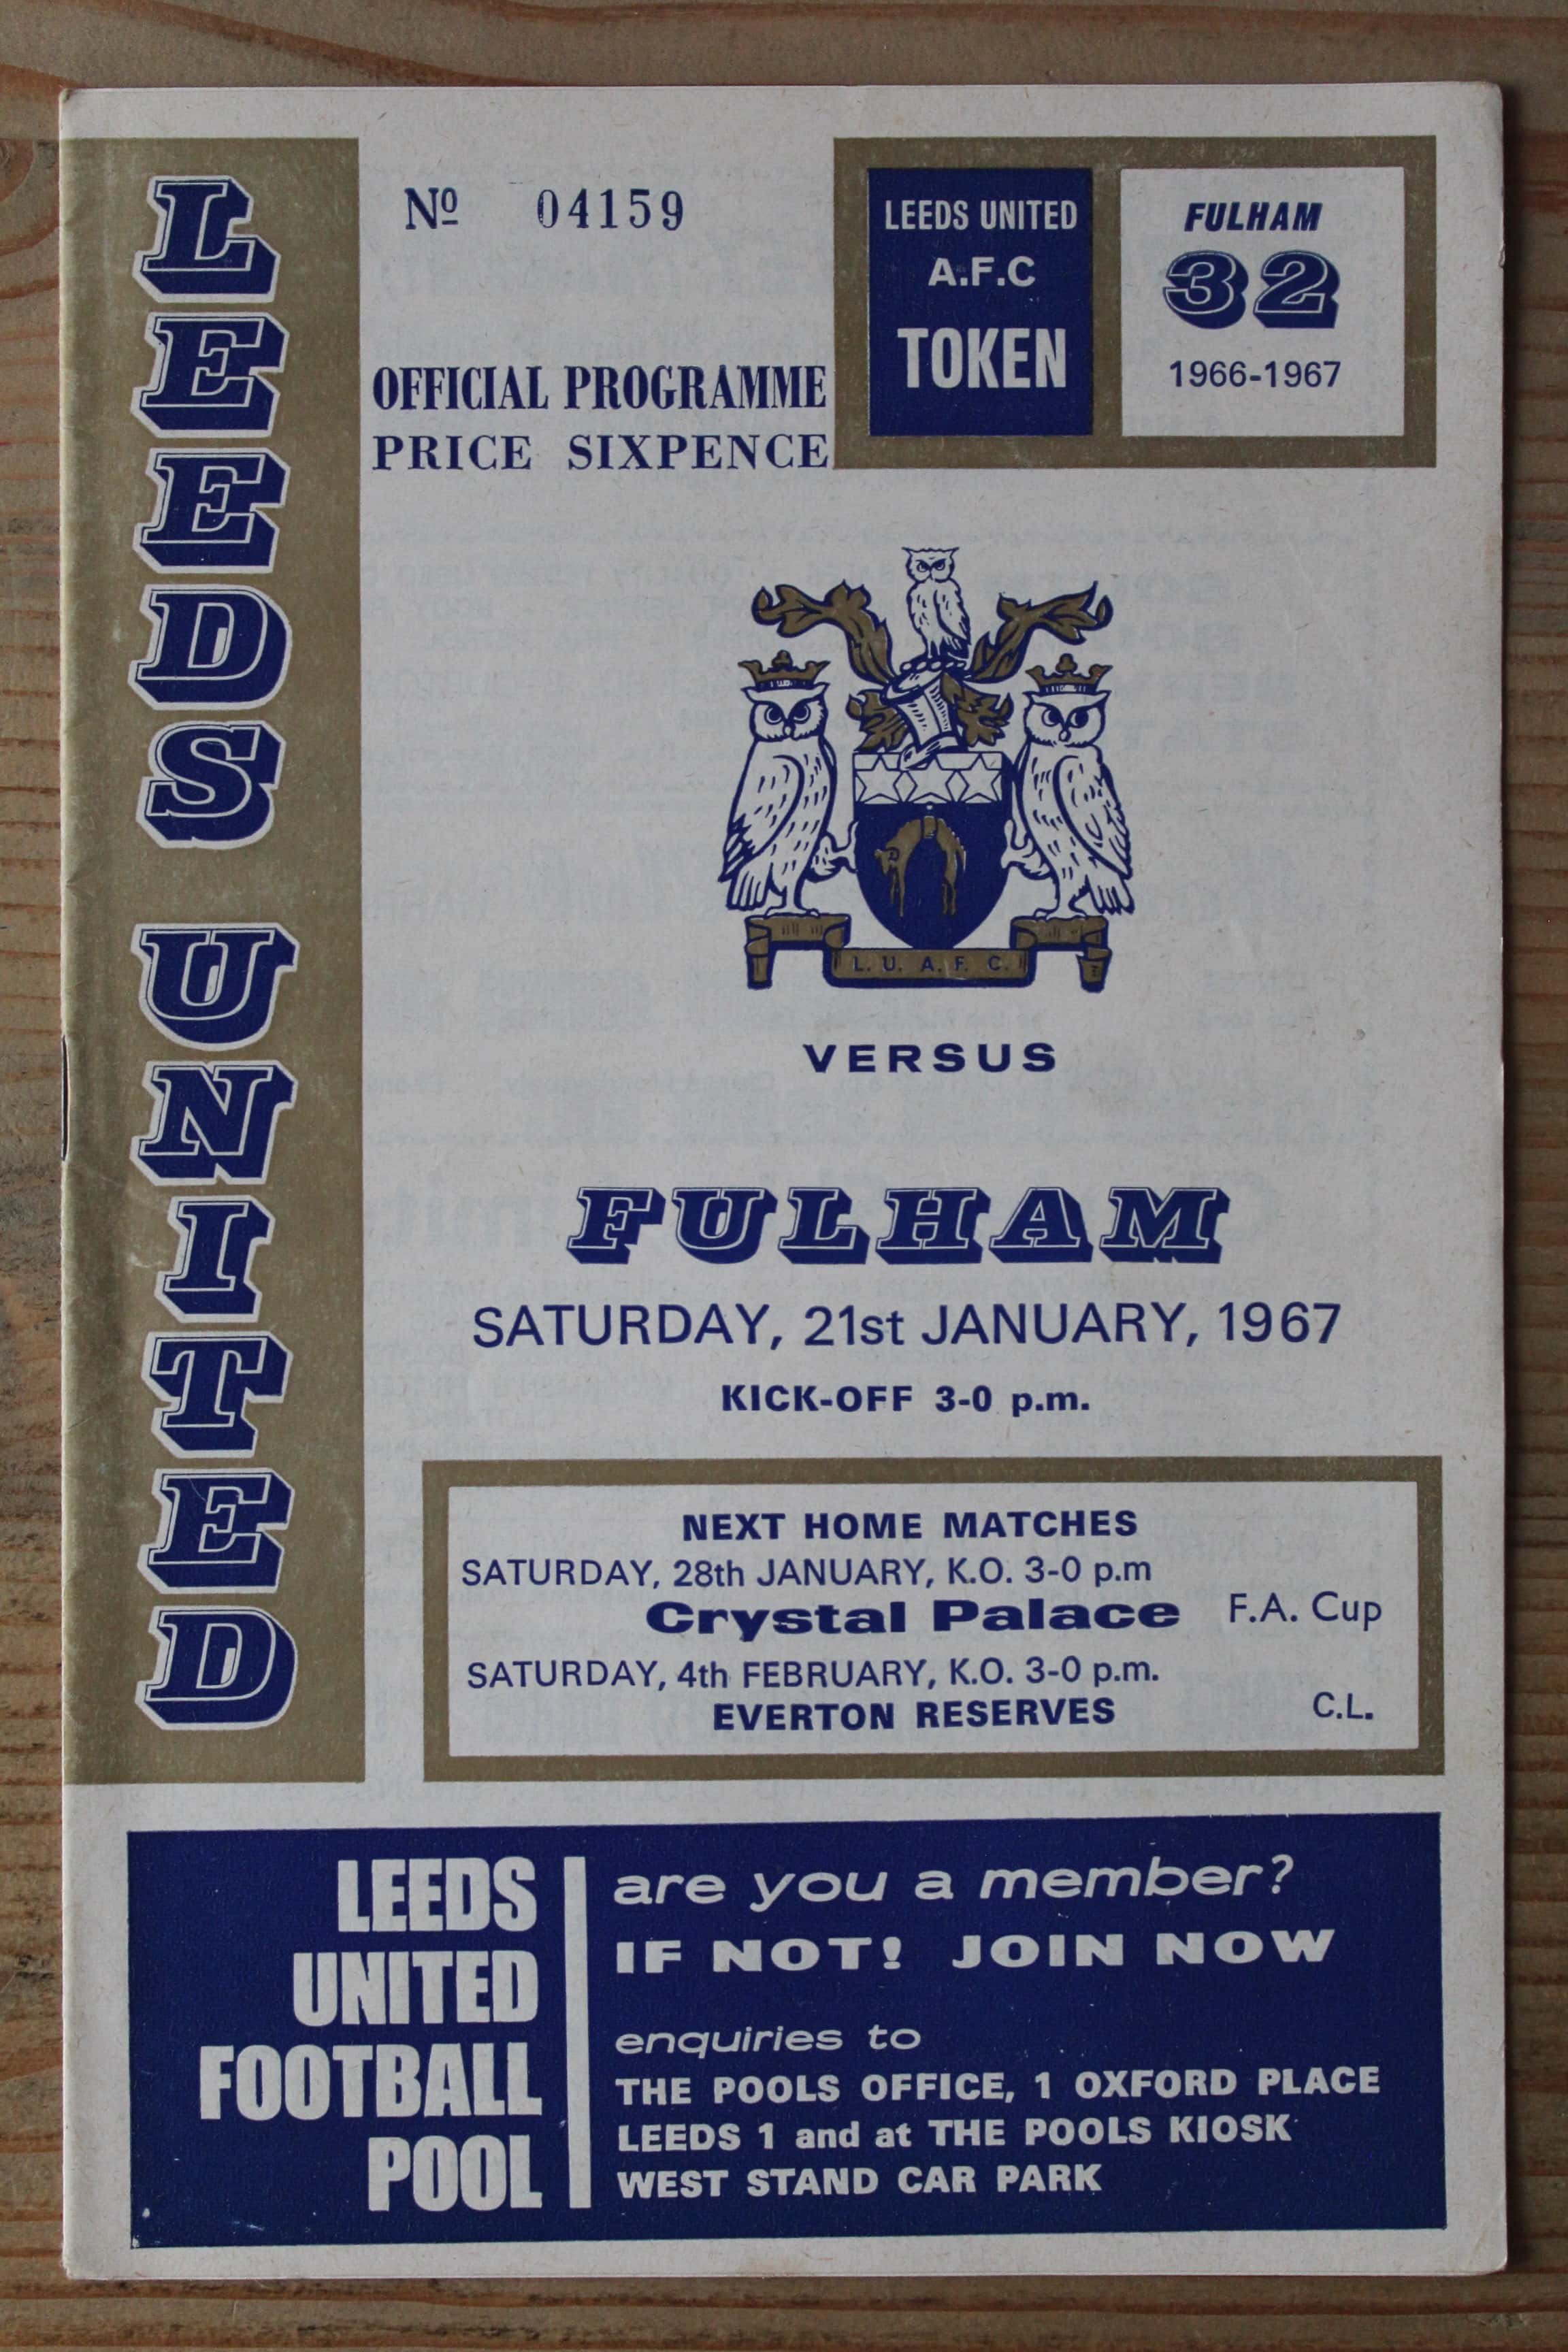 LEEDS UNITED
Nº 04159
OFFICIAL PROGRAMME
PRICE SIXPENCE
LEEDS UNITED
A.F.C
TOKEN
FULHAM
32
1966-1967
L. U. A. F. C.
VERSUS
FULHAM
SATURDAY, 21st JANUARY, 1967
KICK-OFF 3-0 p.m.
NEXT HOME MATCHES
SATURDAY, 28th JANUARY, K.O. 3-0 p.m
Crystal Palace F.A. Cup
SATURDAY, 4th FEBRUARY, K.O. 3-0 p.m.
EVERTON RESERVES C.L.
LEEDS
UNITED
FOOTBALL
POOL
are you a member?
IF NOT! JOIN NOW
enquiries to
THE POOLS OFFICE, 1 OXFORD PLACE
LEEDS 1 and at THE POOLS KIOSK
WEST STAND CAR PARK